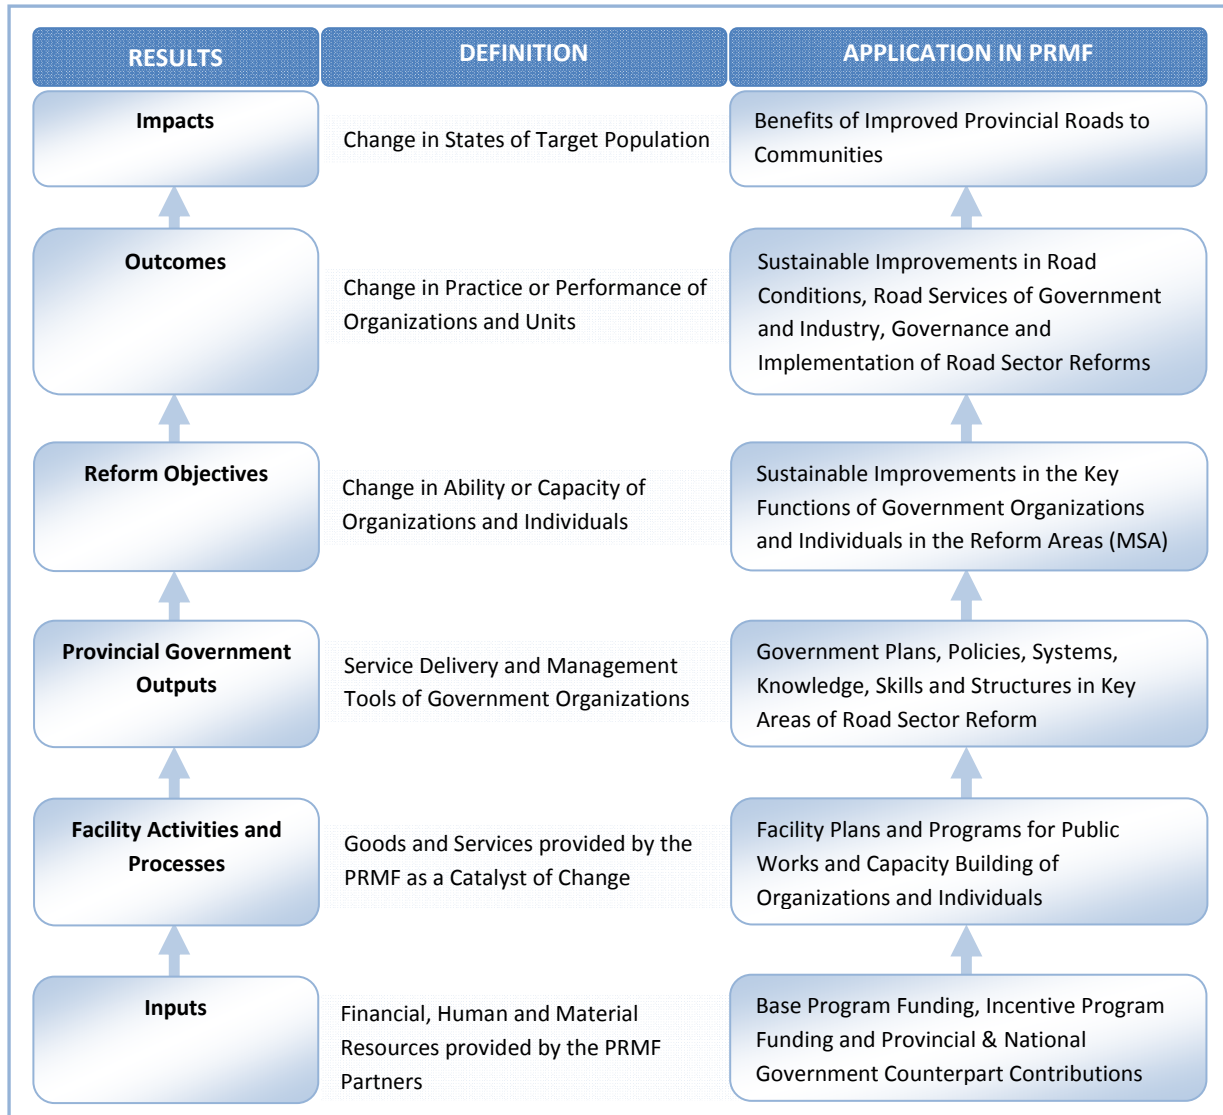 RESULTS
DEFINITION
APPLICATION IN PRMF
Impacts
Change in States of Target Population
Benefits of Improved Provincial Roads to
Communities
Outcomes
Change in Practice or Performance of
Organizations and Units
Sustainable Improvements in Road
Conditions, Road Services of Government
and Industry, Governance and
Implementation of Road Sector Reforms
Reform Objectives
Change in Ability or Capacity of
Organizations and Individuals
Sustainable Improvements in the Key
Functions of Government Organizations
and Individuals in the Reform Areas (MSA)
Provincial Government
Outputs
Service Delivery and Management
Tools of Government Organizations
Government Plans, Policies, Systems,
Knowledge, Skills and Structures in Key
Areas of Road Sector Reform
Facility Activities and
Processes
Goods and Services provided by the
PRMF as a Catalyst of Change
Facility Plans and Programs for Public
Works and Capacity Building of
Organizations and Individuals
Inputs
Financial, Human and Material
Resources provided by the PRMF
Partners
Base Program Funding, Incentive Program
Funding and Provincial & National
Government Counterpart Contributions